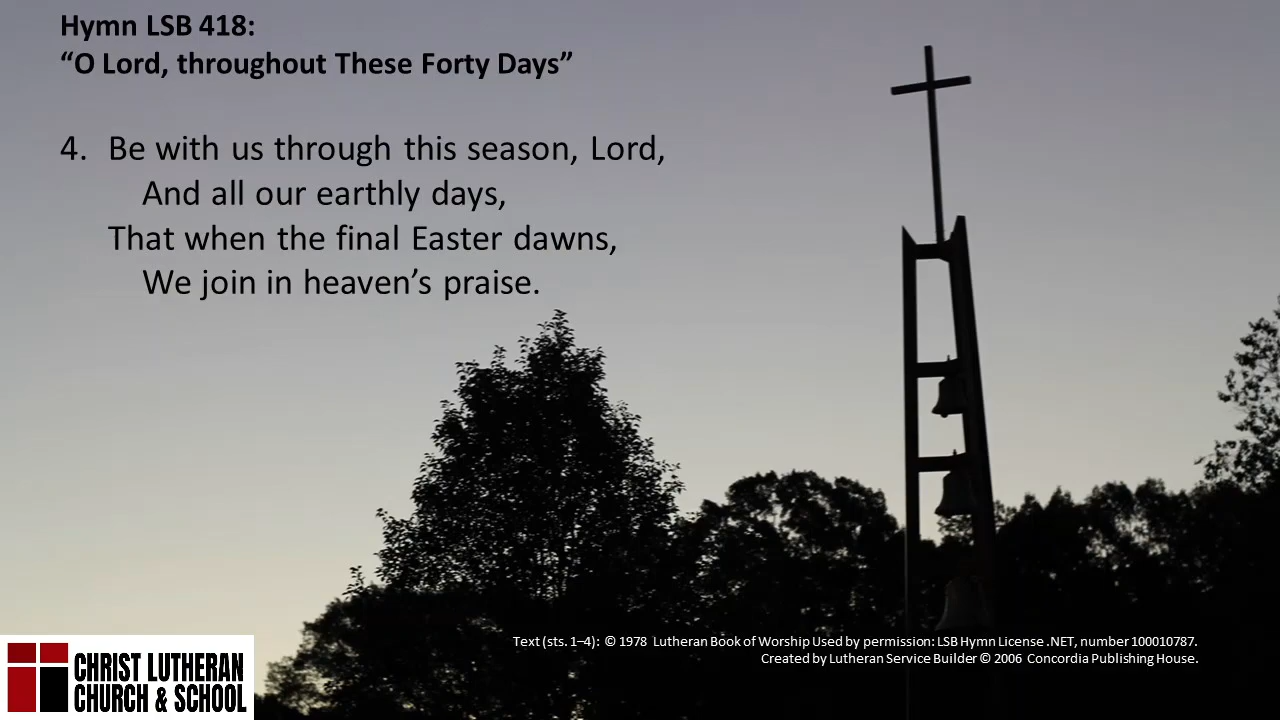 Hymn LSB 418:
“O Lord, throughout These Forty Days”
4. Be with us through this season, Lord,
And all our earthly days,
That when the final Easter dawns,
We join in heaven’s praise.
Text (sts. 1–4): © 1978 Lutheran Book of Worship Used by permission: LSB Hymn License .NET, number 100010787.
Created by Lutheran Service Builder © 2006 Concordia Publishing House.
CHRIST LUTHERAN
CHURCH & SCHOOL